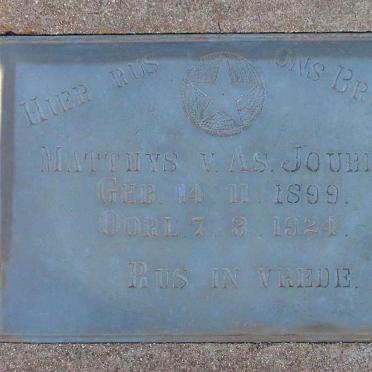 HIER RUS ONS
MATTHYS V. AS.
GEB. 14 11 1899.
OORL. 7 3 1924.
RUS IN VREDE.